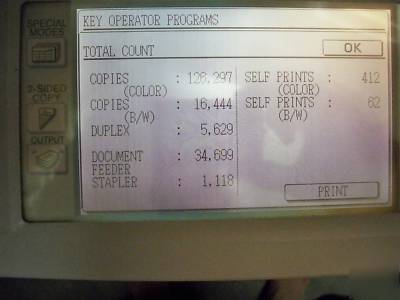 SPECIAL
MODES
2-SIDED
COPY
OUTPUT
KEY OPERATOR PROGRAMS
TOTAL COUNT
OK
COPIES : 128,297
(COLOR)
COPIES : 16,444
(B/W)
DUPLEX : 5,629
DOCUMENT : 34,699
FEEDER
STAPLER : 1,118
SELF PRINTS : 412
(COLOR)
SELF PRINTS : 62
(B/W)
PRINT